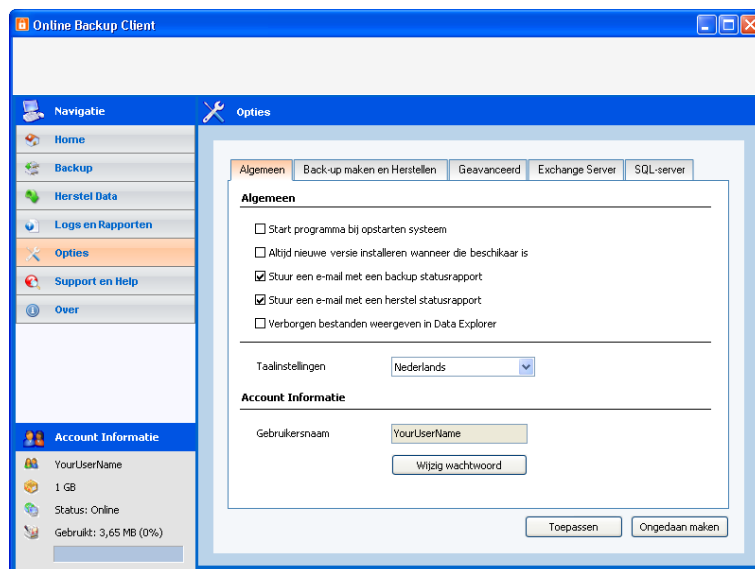 Online Backup Client
Navigatie
Home
Backup
Herstel Data
Logs en Rapporten
Opties
Support en Help
Over
Account Informatie
YourUserName
1 GB
Status: Online
Gebruikt: 3,65 MB (0%)
Opties
Algemeen
Back-up maken en Herstellen
Geavanceerd
Exchange Server
SQL-server
Algemeen
Start programma bij opstarten systeem
Altijd nieuwe versie installeren wanneer die beschikaar is
Stuur een e-mail met een backup statusrapport
Stuur een e-mail met een herstel statusrapport
Verborgen bestanden weergeven in Data Explorer
Taalinstellingen
Nederlands
Account Informatie
Gebruikersnaam
YourUserName
Wijzig wachtwoord
Toepassen
Ongedaan maken